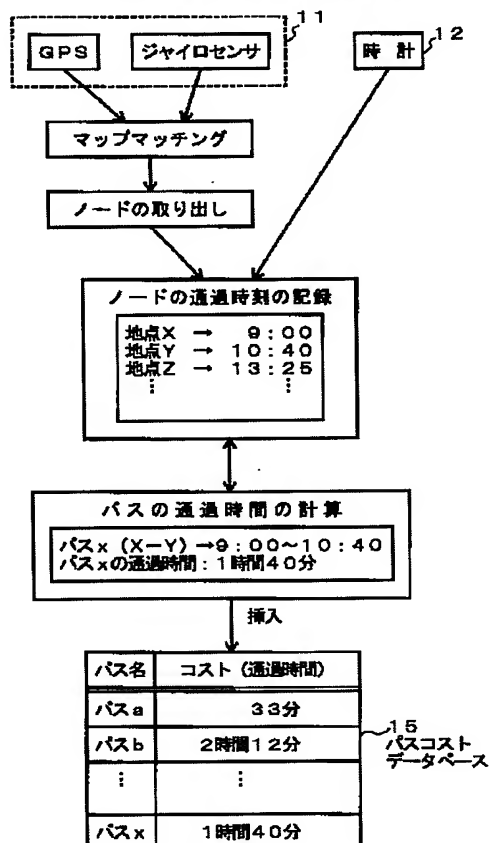 11
GPS
ジャイロセンサ
時計
12
マップマッチング
ノードの取り出し
ノードの通過時刻の記録
地点X → 9:00
地点Y → 10:40
地点Z → 13:25
⋮ ⋮
パスの通過時間の計算
パスx (X−Y)→9:00~10:40
パスxの通過時間:1時間40分
挿入
パス名 コスト(通過時間)
パスa 33分
パスb 2時間12分
⋮ ⋮
パスx 1時間40分
15
パスコスト
データベース